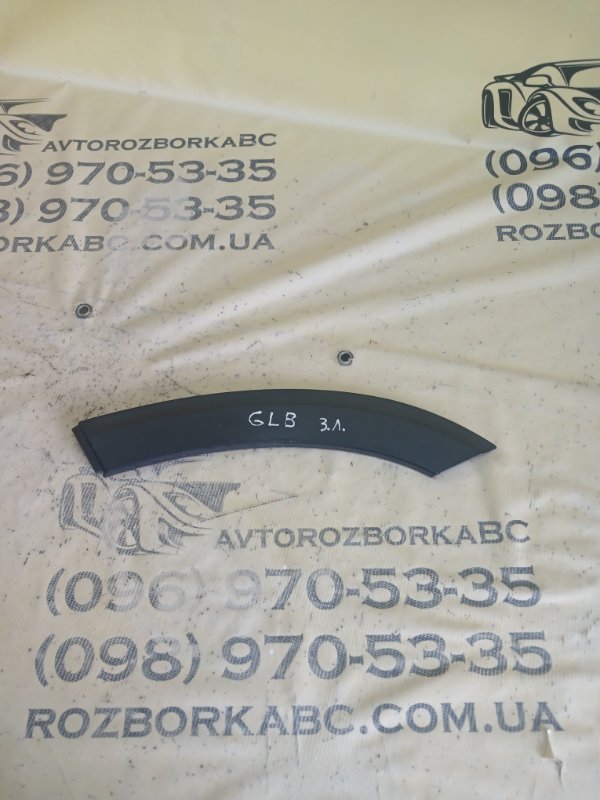 AVTOROZBORKABC
6) 970-53-35
8) 970-53-35
ORKABC.COM.UA
(096)
(098)
ROZBO
GLB З.Л.
AVTOROZBORKABC
(096) 970-53-35
(098) 970-53-35
ROZBORKABC.COM.UA